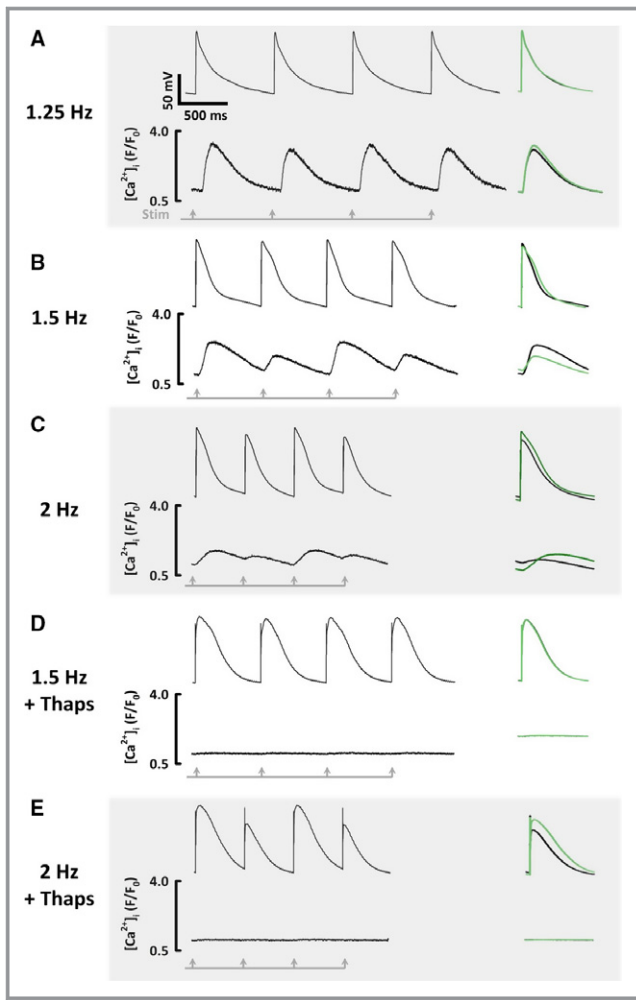 A
1.25 Hz
50 mV
500 ms
[Ca²⁺]ᵢ (F/F₀)
4.0
0.5
Stim
B
1.5 Hz
[Ca²⁺]ᵢ (F/F₀)
4.0
0.5
C
2 Hz
[Ca²⁺]ᵢ (F/F₀)
4.0
0.5
D
1.5 Hz
+ Thaps
[Ca²⁺]ᵢ (F/F₀)
4.0
0.5
E
2 Hz
+ Thaps
[Ca²⁺]ᵢ (F/F₀)
4.0
0.5